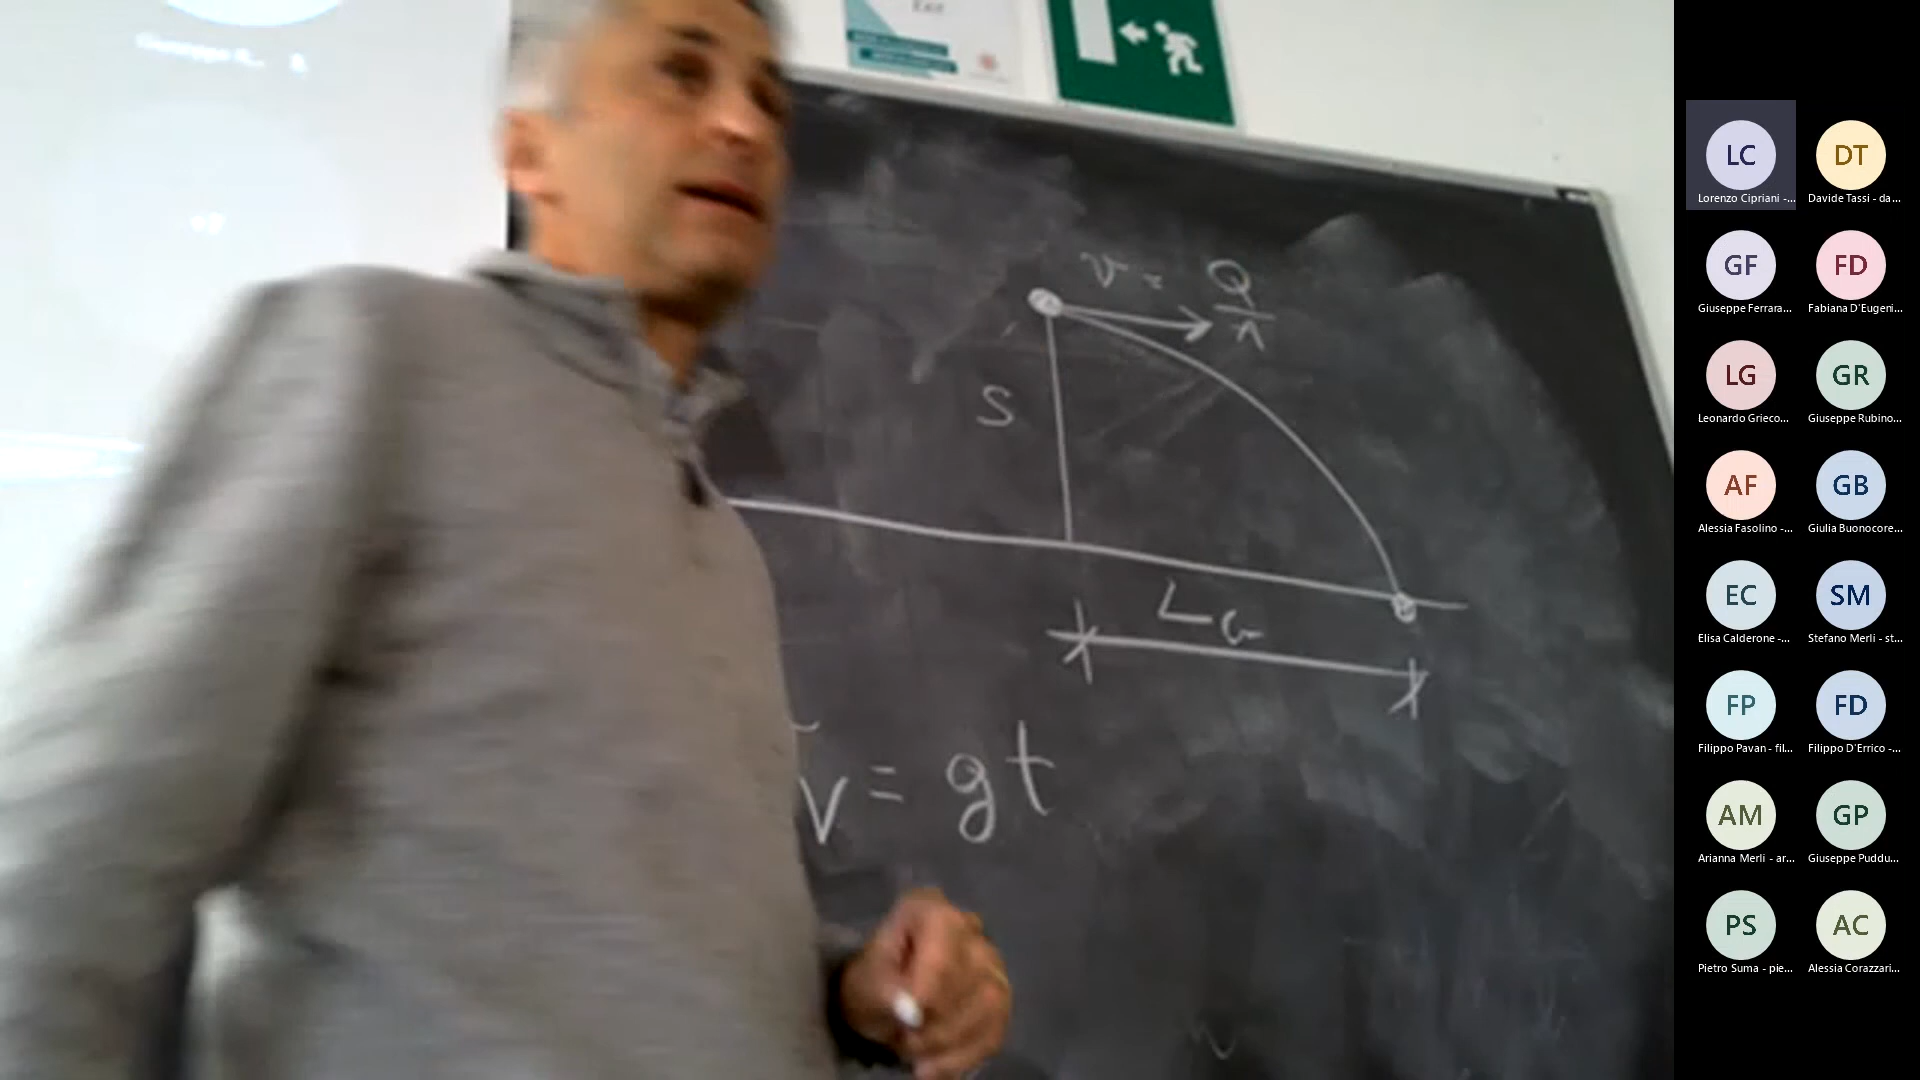 Exit
v = Q
A
S
LG
v = gt
LC
Lorenzo Cipriani -...
DT
Davide Tassi - da...
GF
Giuseppe Ferrara...
FD
Fabiana D'Eugeni...
LG
Leonardo Grieco...
GR
Giuseppe Rubino...
AF
Alessia Fasolino -...
GB
Giulia Buonocore...
EC
Elisa Calderone -...
SM
Stefano Merli - st...
FP
Filippo Pavan - fil...
FD
Filippo D'Errico -...
AM
Arianna Merli - ar...
GP
Giuseppe Puddu...
PS
Pietro Suma - pie...
AC
Alessia Corazzari...